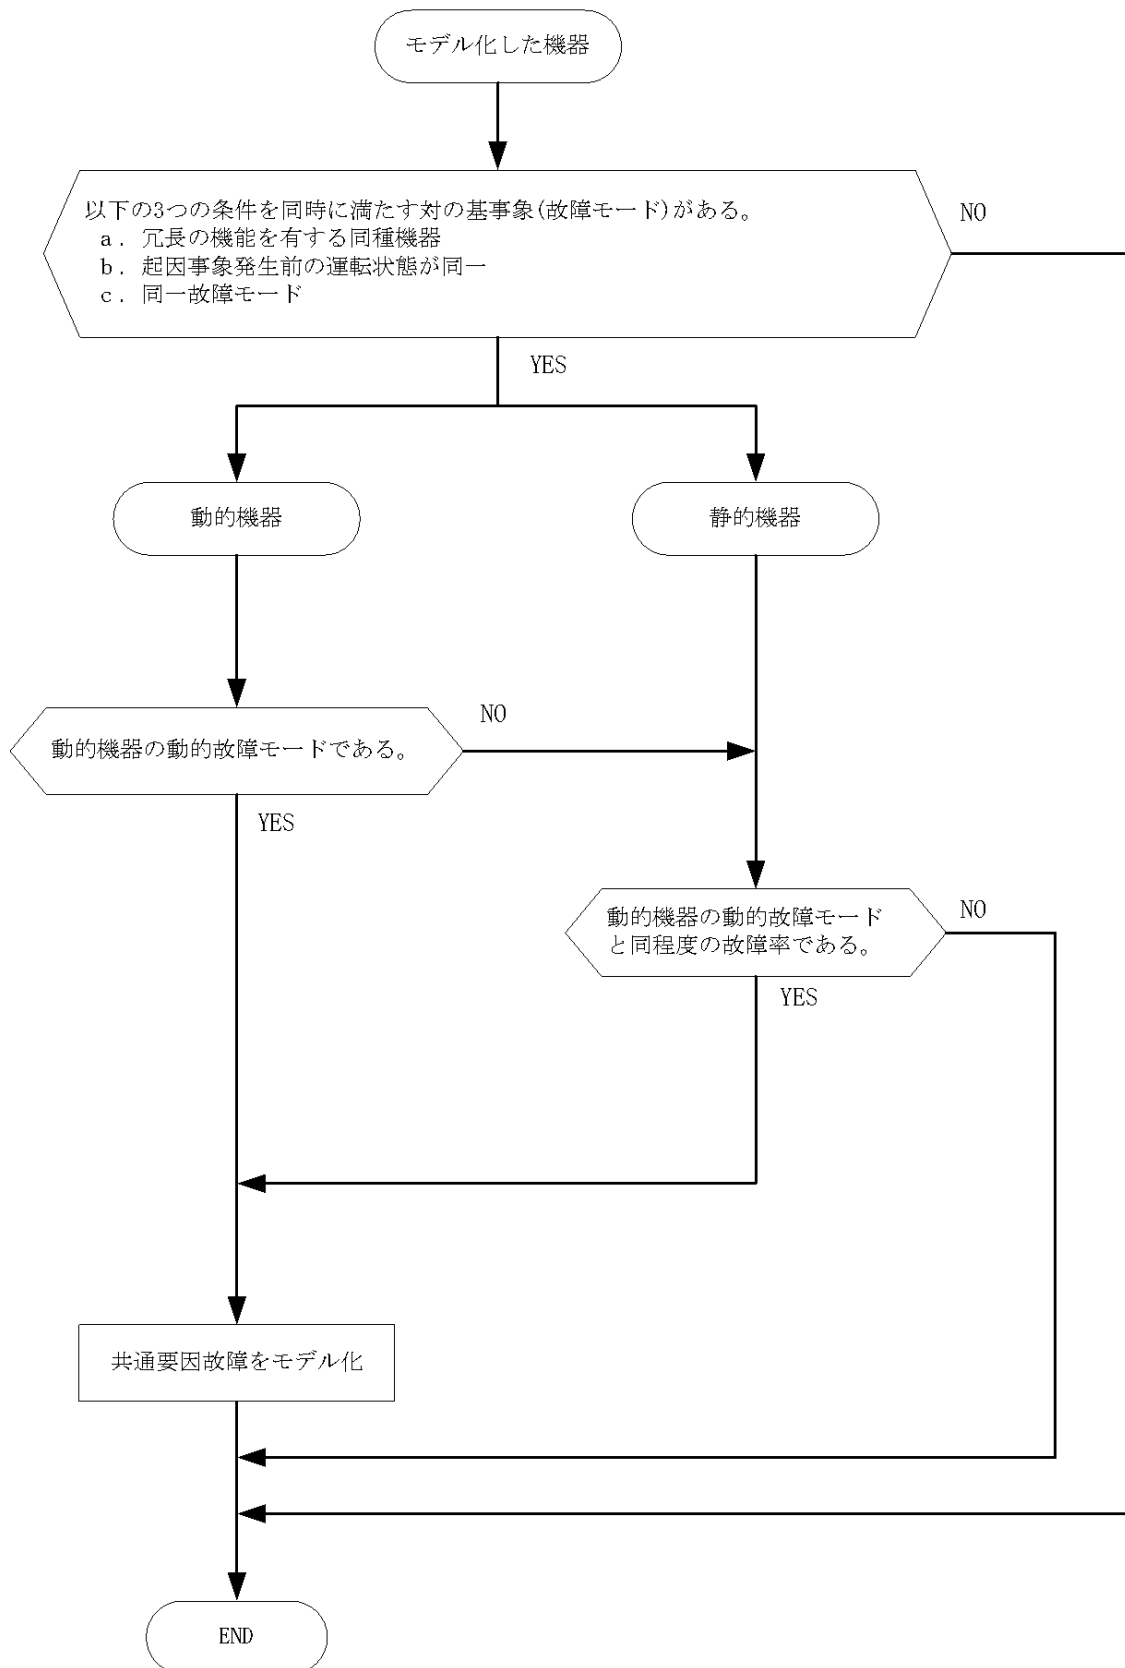 モデル化した機器
以下の3つの条件を同時に満たす対の基事象(故障モード)がある。
a. 冗長の機能を有する同種機器
b. 起因事象発生前の運転状態が同一
c. 同一故障モード
NO
YES
動的機器
静的機器
動的機器の動的故障モードである。
NO
YES
動的機器の動的故障モード
と同程度の故障率である。
NO
YES
共通要因故障をモデル化
END